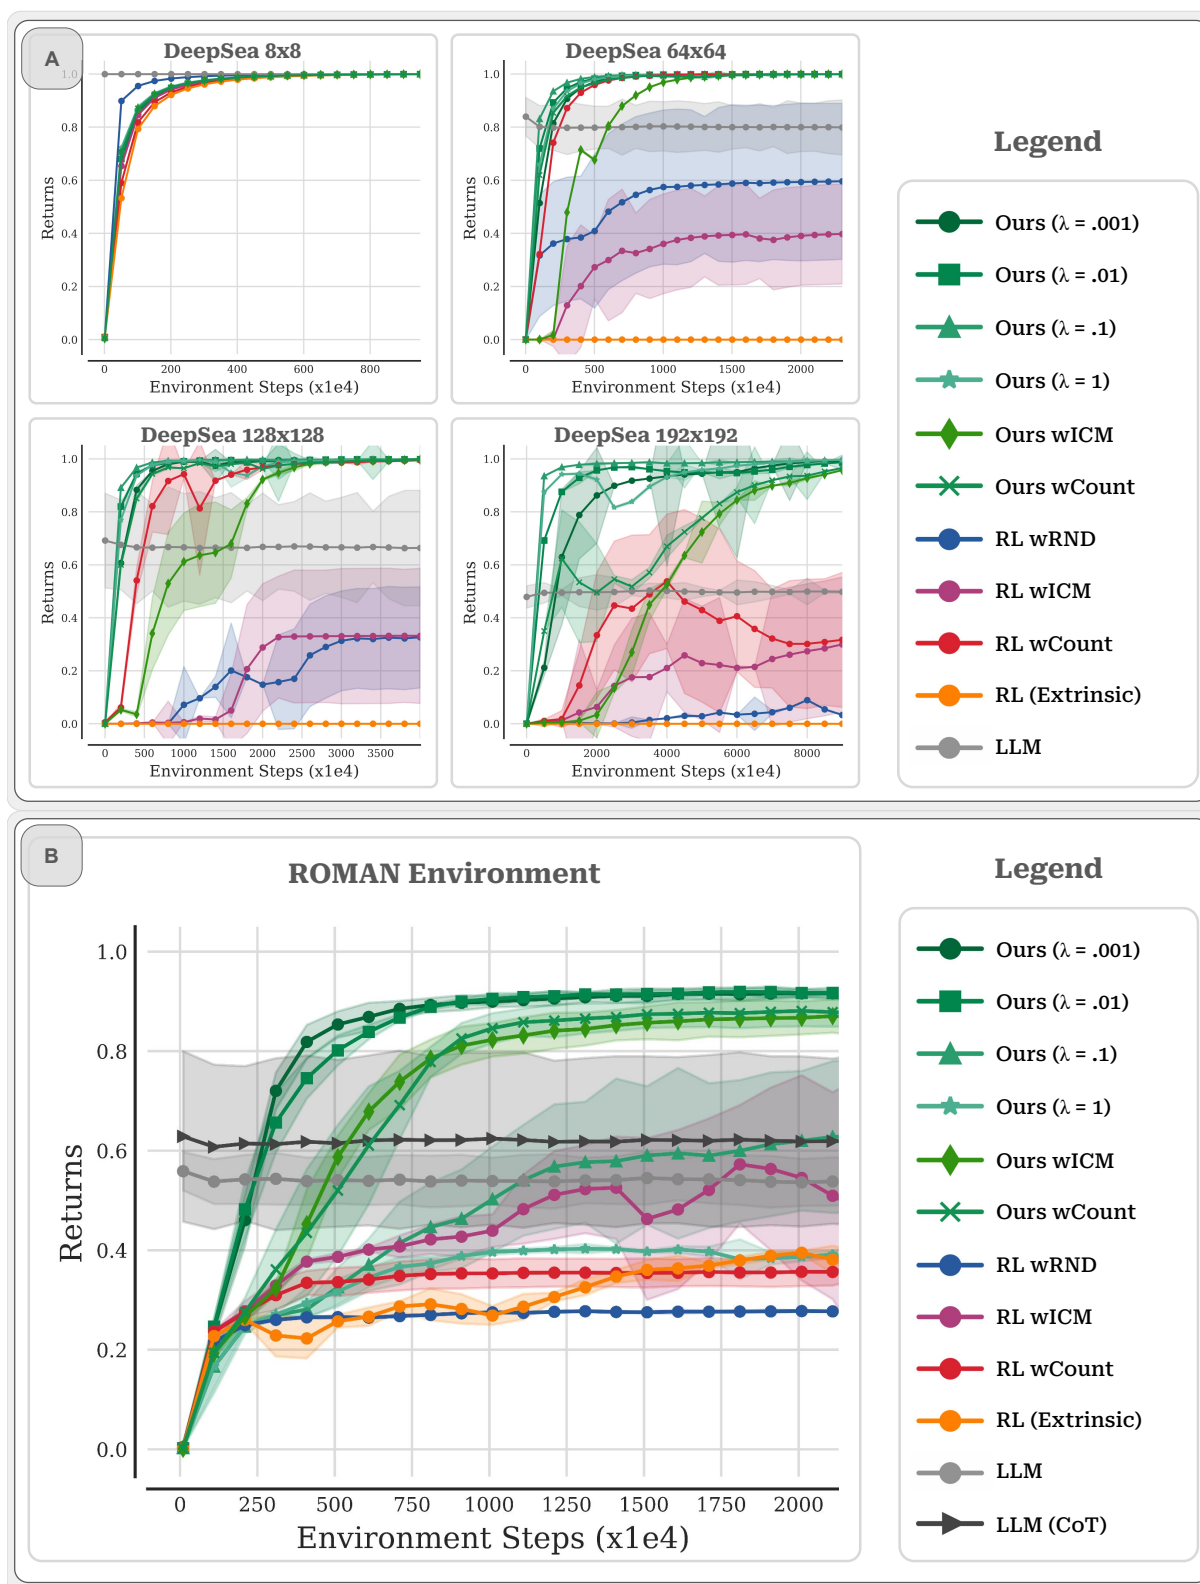 A
DeepSea 8x8
1.0
0.8
0.6
0.4
0.2
0.0
Returns
0 200 400 600 800
Environment Steps (x1e4)
DeepSea 64x64
1.0
0.8
0.6
0.4
0.2
0.0
Returns
0 500 1000 1500 2000
Environment Steps (x1e4)
DeepSea 128x128
1.0
0.8
0.6
0.4
0.2
0.0
Returns
0 500 1000 1500 2000 2500 3000 3500
Environment Steps (x1e4)
DeepSea 192x192
1.0
0.8
0.6
0.4
0.2
0.0
Returns
0 2000 4000 6000 8000
Environment Steps (x1e4)
Legend
Ours (λ = .001)
Ours (λ = .01)
Ours (λ = .1)
Ours (λ = 1)
Ours wICM
Ours wCount
RL wRND
RL wICM
RL wCount
RL (Extrinsic)
LLM
B
ROMAN Environment
1.0
0.8
0.6
0.4
0.2
0.0
Returns
0 250 500 750 1000 1250 1500 1750 2000
Environment Steps (x1e4)
Legend
Ours (λ = .001)
Ours (λ = .01)
Ours (λ = .1)
Ours (λ = 1)
Ours wICM
Ours wCount
RL wRND
RL wICM
RL wCount
RL (Extrinsic)
LLM
LLM (CoT)